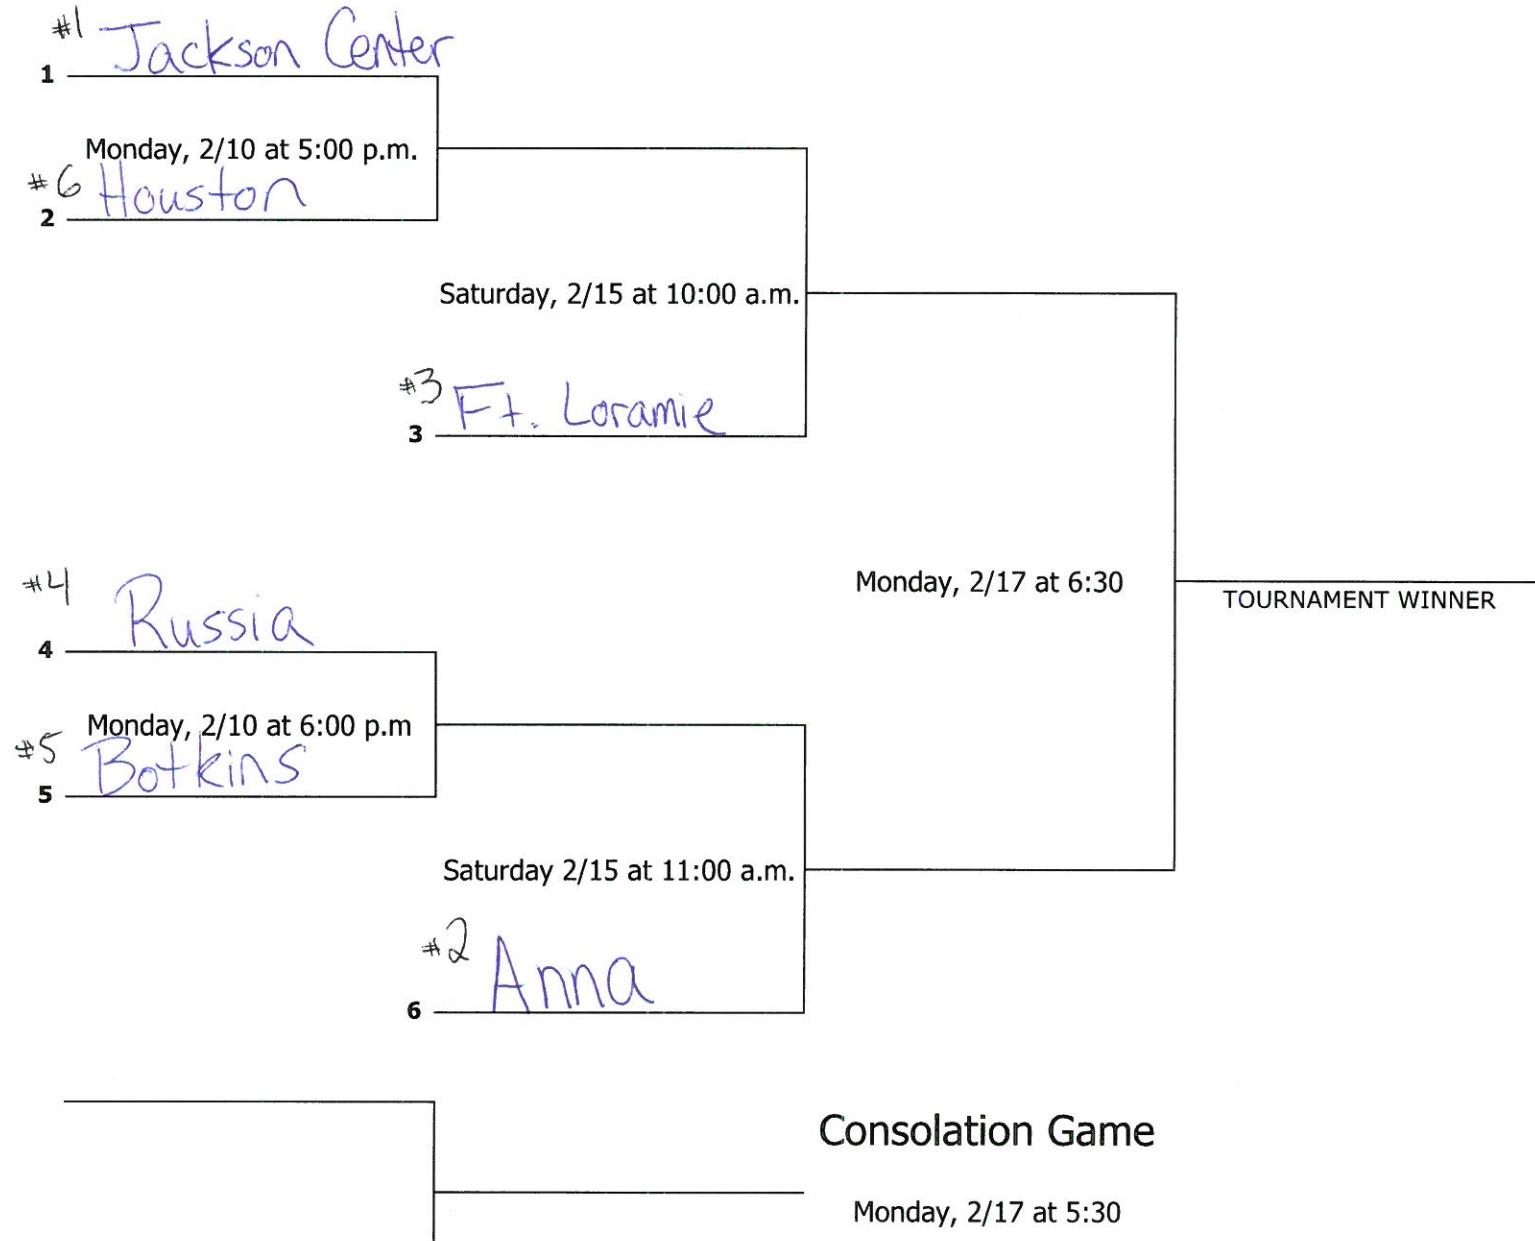 #1 Jackson Center
1
Monday, 2/10 at 5:00 p.m.
#6 Houston
2
Saturday, 2/15 at 10:00 a.m.
#3 Ft. Loramie
3
#4 Russia
4
Monday, 2/17 at 6:30
TOURNAMENT WINNER
Monday, 2/10 at 6:00 p.m
#5 Botkins
5
Saturday 2/15 at 11:00 a.m.
#2 Anna
6
Consolation Game
Monday, 2/17 at 5:30